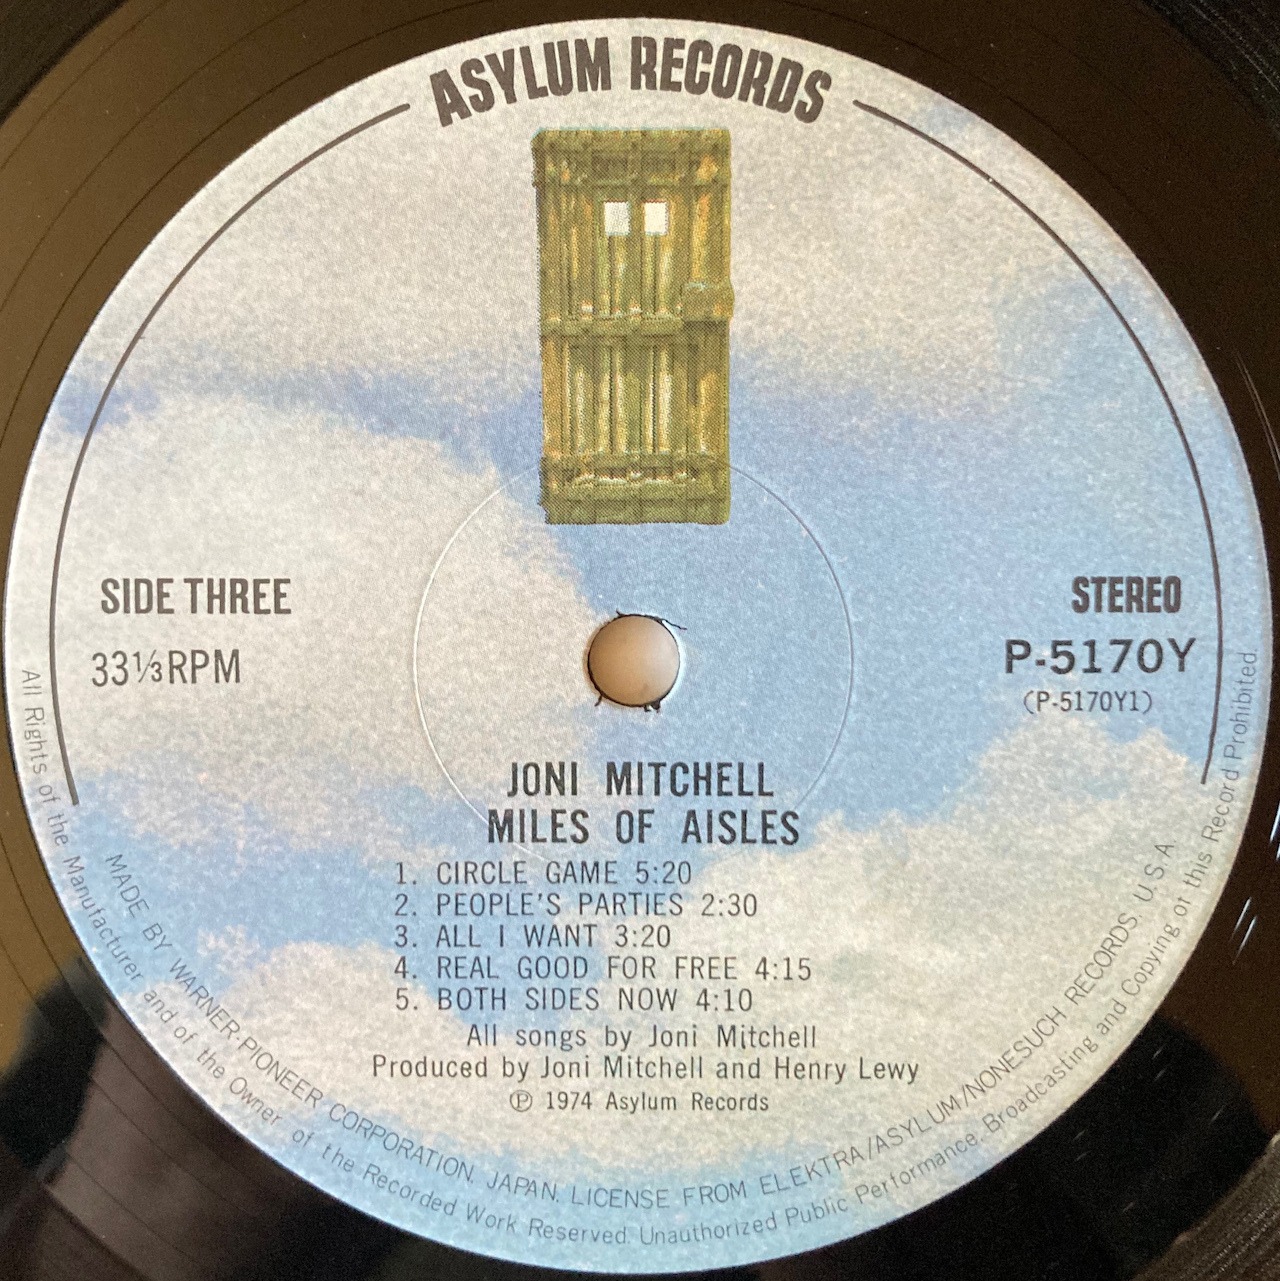 ASYLUM RECORDS
SIDE THREE
33⅓ RPM
STEREO
P-5170Y
(P-5170Y1)
JONI MITCHELL
MILES OF AISLES
1. CIRCLE GAME 5:20
2. PEOPLE'S PARTIES 2:30
3. ALL I WANT 3:20
4. REAL GOOD FOR FREE 4:15
5. BOTH SIDES NOW 4:10
All songs by Joni Mitchell
Produced by Joni Mitchell and Henry Lewy
℗ 1974 Asylum Records
MADE BY WARNER-PIONEER CORPORATION, JAPAN. LICENSE FROM ELEKTRA/ASYLUM/NONESUCH RECORDS, U.S.A.
All Rights of the Manufacturer and of the Owner of the Recorded Work Reserved. Unauthorized Public Performance, Broadcasting and Copying of this Record Prohibited.